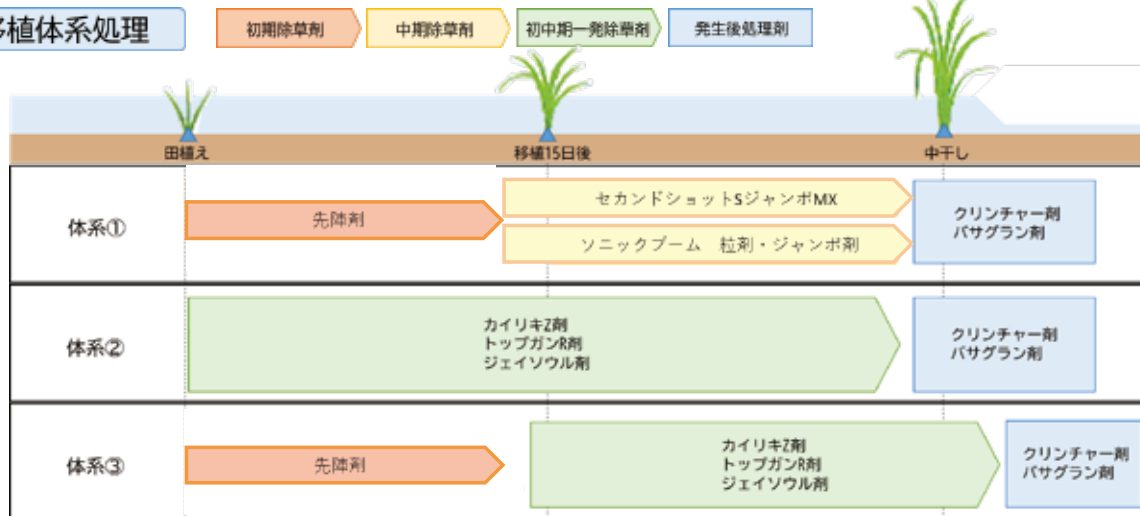 植体系処理
初期除草剤
中期除草剤
初中期一発除草剤
発生後処理剤
田植え
移植15日後
中干し
体系①
先陣剤
セカンドショットSジャンボMX
ソニックブーム 粒剤・ジャンボ剤
クリンチャー剤
バサグラン剤
体系②
カイリキZ剤
トップガンR剤
ジェイソウル剤
クリンチャー剤
バサグラン剤
体系③
先陣剤
カイリキZ剤
トップガンR剤
ジェイソウル剤
クリンチャー剤
バサグラン剤